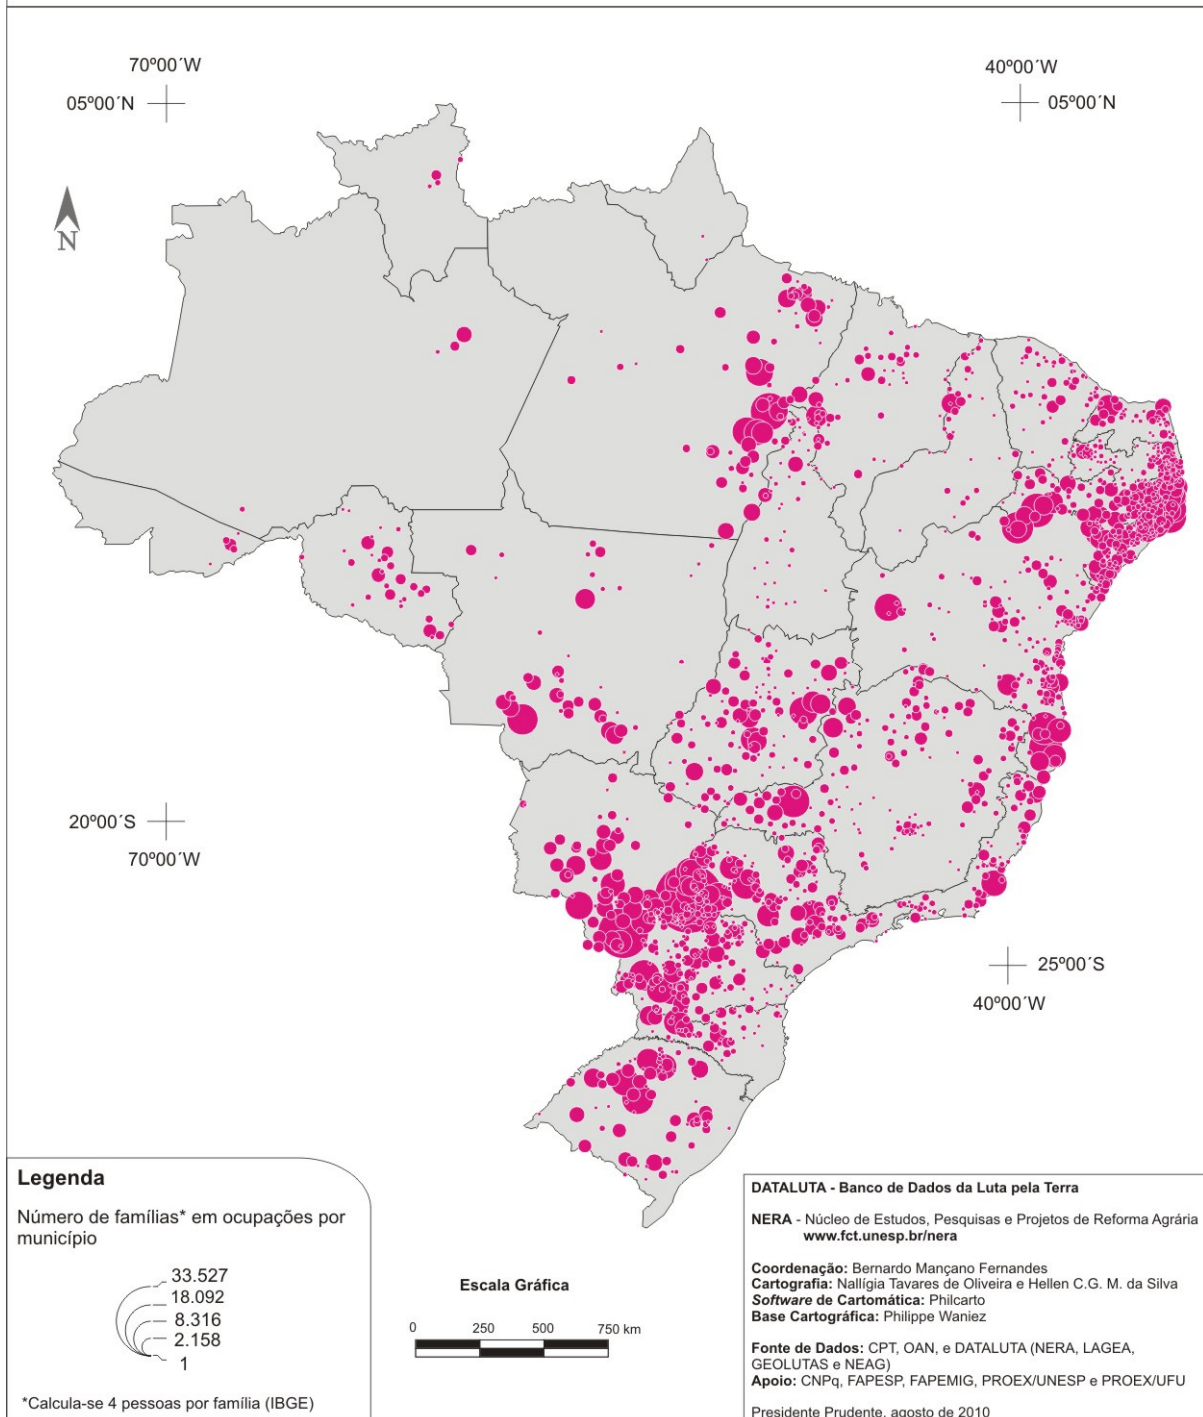 70º00´W
40º00´W
05º00´N
05º00´N
N
20º00´S
70º00´W
25º00´S
40º00´W
Legenda
Número de famílias* em ocupações por
município
33.527
18.092
8.316
2.158
1
*Calcula-se 4 pessoas por família (IBGE)
Escala Gráfica
0 250 500 750 km
DATALUTA - Banco de Dados da Luta pela Terra
NERA - Núcleo de Estudos, Pesquisas e Projetos de Reforma Agrária
www.fct.unesp.br/nera
Coordenação: Bernardo Mançano Fernandes
Cartografia: Nallígia Tavares de Oliveira e Hellen C.G. M. da Silva
Software de Cartomática: Philcarto
Base Cartográfica: Philippe Waniez
Fonte de Dados: CPT, OAN, e DATALUTA (NERA, LAGEA,
GEOLUTAS e NEAG)
Apoio: CNPq, FAPESP, FAPEMIG, PROEX/UNESP e PROEX/UFU
Presidente Prudente, agosto de 2010